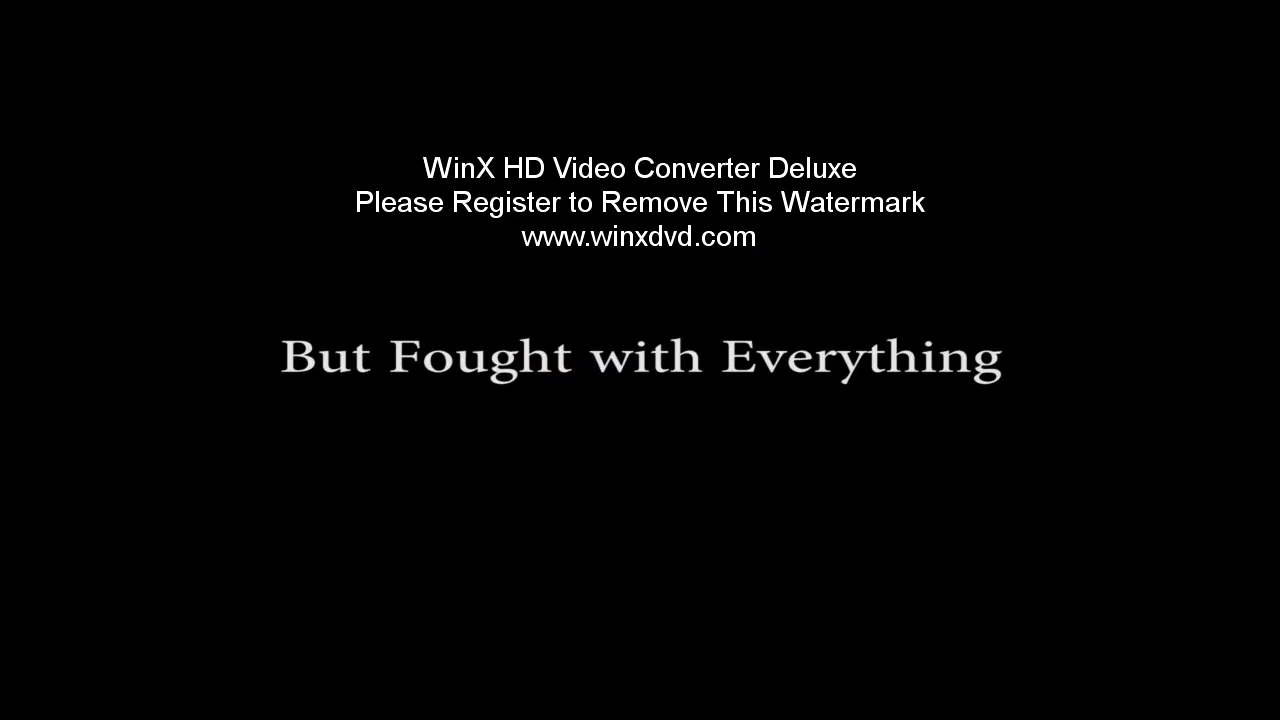 WinX HD Video Converter Deluxe
Please Register to Remove This Watermark
www.winxdvd.com
But Fought with Everything